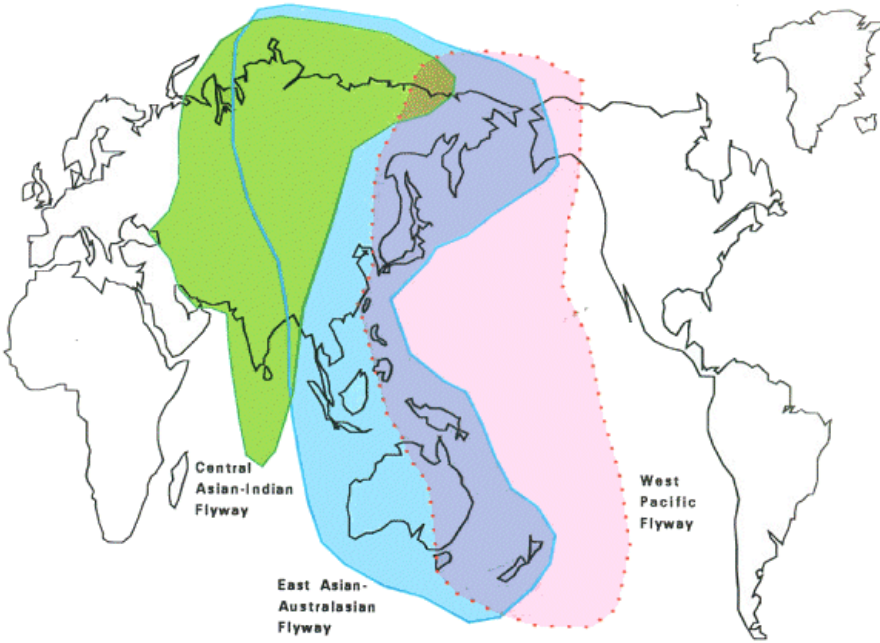 Central
Asian-Indian
Flyway
West
Pacific
Flyway
East Asian-
Australasian
Flyway